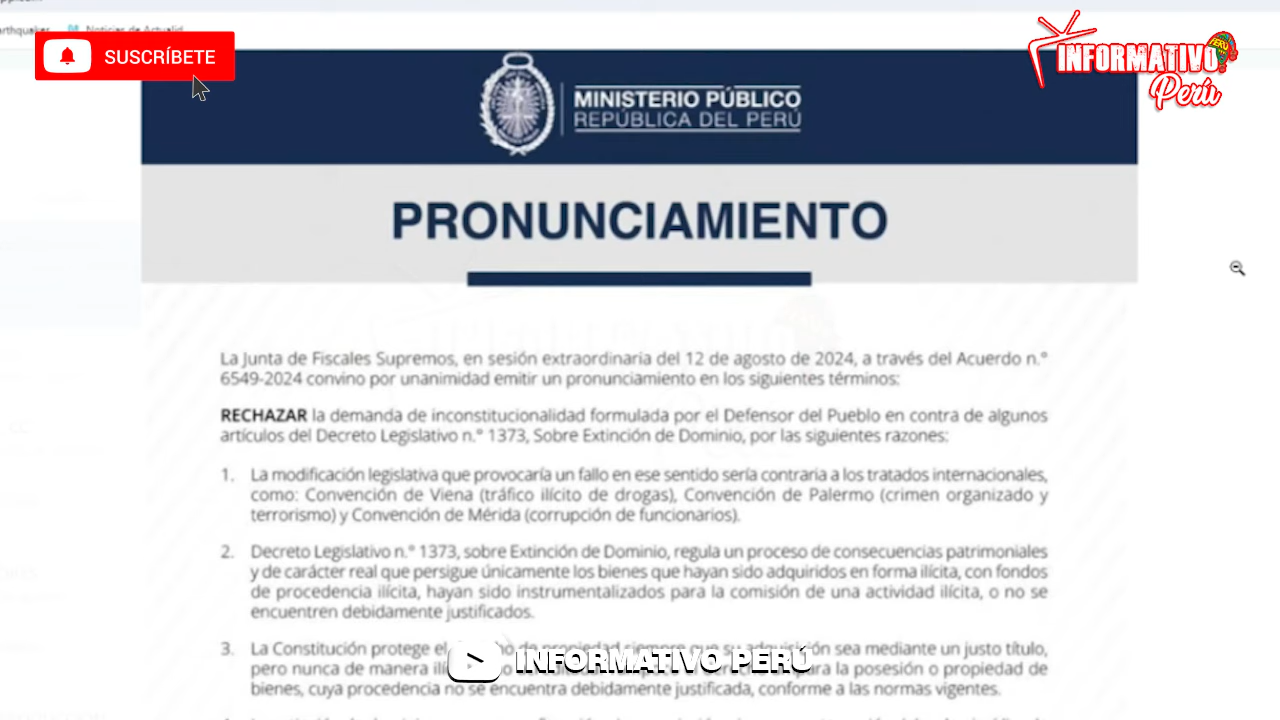 Noticias de Actualid
SUSCRÍBETE
INFORMATIVO
PERÚ
Perú
MINISTERIO PÚBLICO
REPÚBLICA DEL PERÚ
PRONUNCIAMIENTO
La Junta de Fiscales Supremos, en sesión extraordinaria del 12 de agosto de 2024, a través del Acuerdo n.°
6549-2024 convino por unanimidad emitir un pronunciamiento en los siguientes términos:
RECHAZAR la demanda de inconstitucionalidad formulada por el Defensor del Pueblo en contra de algunos
artículos del Decreto Legislativo n.° 1373, Sobre Extinción de Dominio, por las siguientes razones:
1. La modificación legislativa que provocaría un fallo en ese sentido sería contraria a los tratados internacionales,
como: Convención de Viena (tráfico ilícito de drogas), Convención de Palermo (crimen organizado y
terrorismo) y Convención de Mérida (corrupción de funcionarios).
2. Decreto Legislativo n.° 1373, sobre Extinción de Dominio, regula un proceso de consecuencias patrimoniales
y de carácter real que persigue únicamente los bienes que hayan sido adquiridos en forma ilícita, con fondos
de procedencia ilícita, hayan sido instrumentalizados para la comisión de una actividad ilícita, o no se
encuentren debidamente justificados.
3. La Constitución protege el de propiedad siempre que su adquisición sea mediante un justo título,
pero nunca de manera para la posesión o propiedad de
bienes, cuya procedencia no se encuentra debidamente justificada, conforme a las normas vigentes.
INFORMATIVO PERÚ